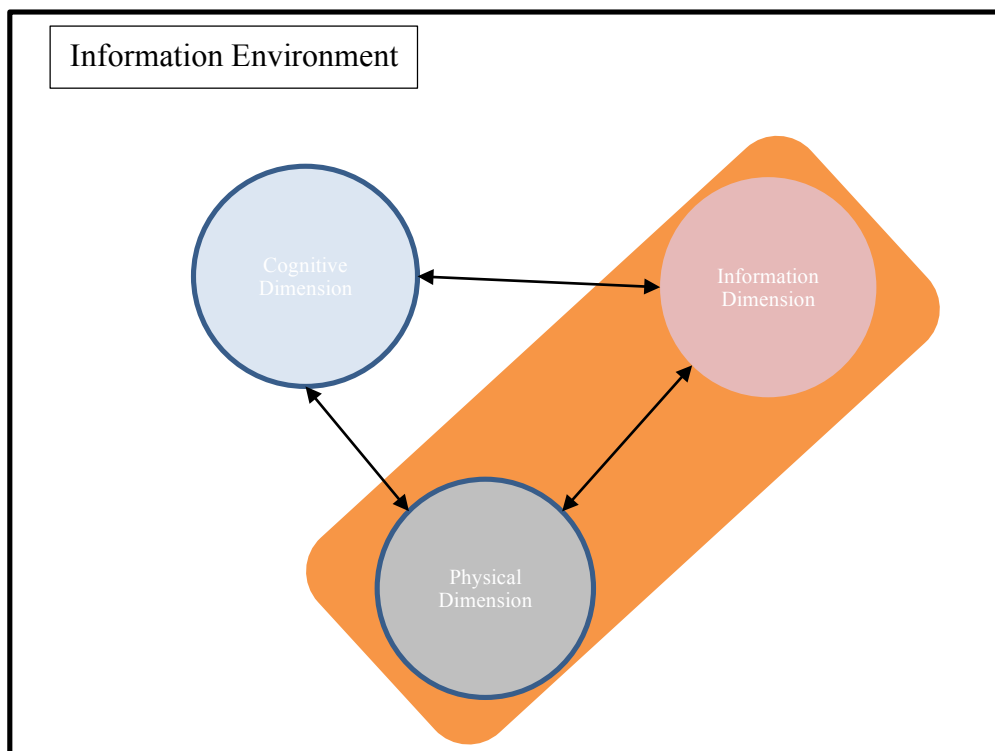 Information Environment
Cognitive
Dimension
Information
Dimension
Physical
Dimension